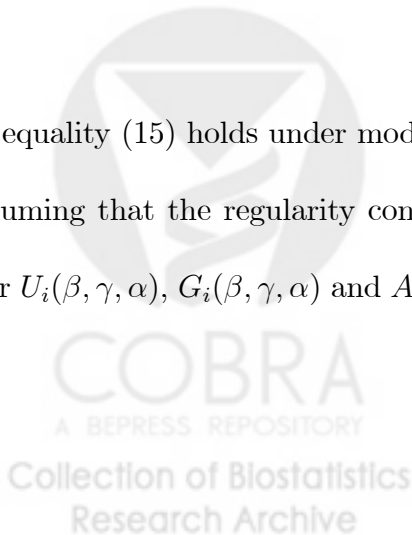 equality (15) holds under mod
uming that the regularity con
r U_i(β, γ, α), G_i(β, γ, α) and A
COBRA
A BEPRESS REPOSITORY
Collection of Biostatistics
Research Archive